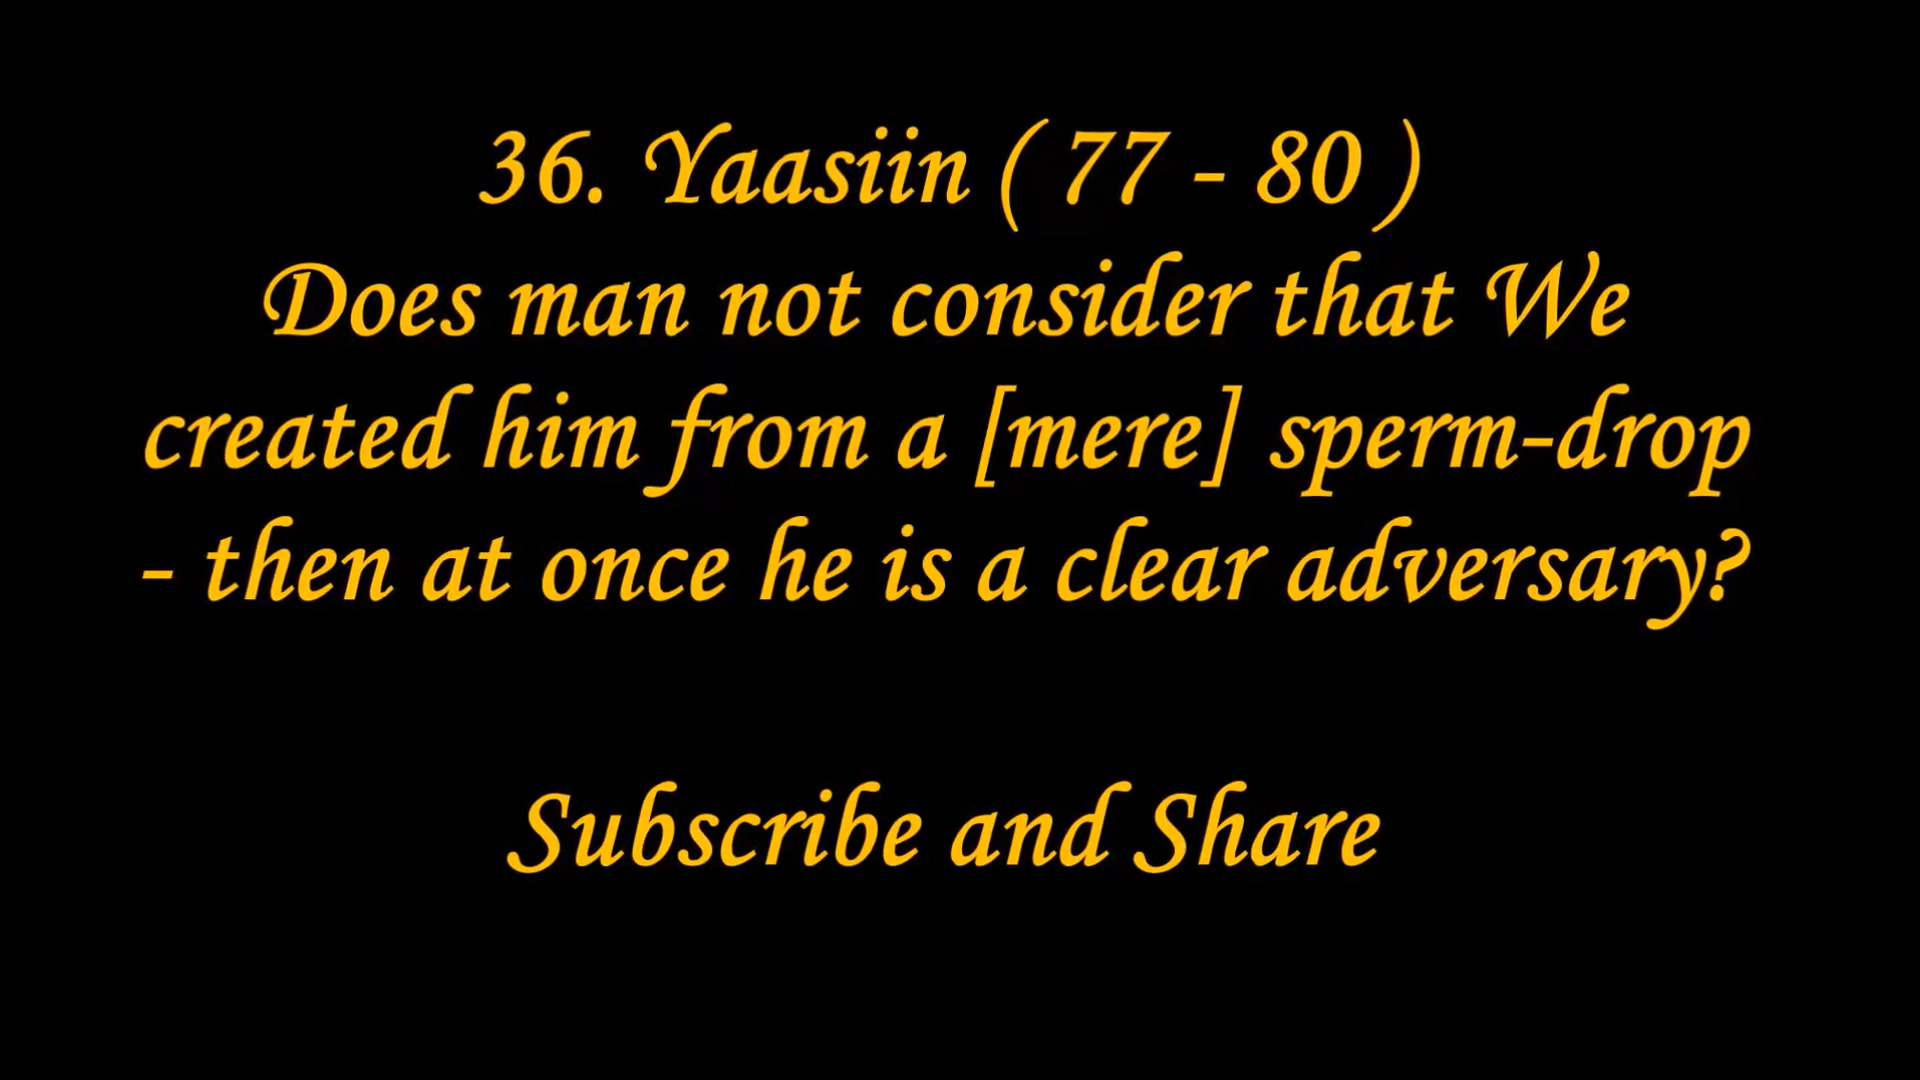 36. Yaasiin ( 77 - 80 )
Does man not consider that We
created him from a [mere] sperm-drop
- then at once he is a clear adversary?
Subscribe and Share